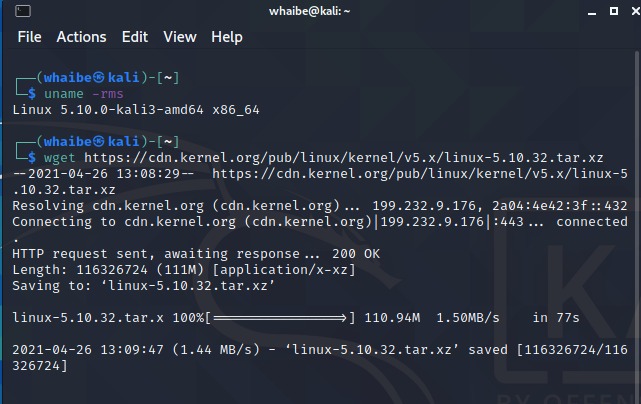 whaibe@kali: ~
File Actions Edit View Help
┌──(whaibe㉿kali)-[~]
└─$ uname -rms
Linux 5.10.0-kali3-amd64 x86_64
┌──(whaibe㉿kali)-[~]
└─$ wget https://cdn.kernel.org/pub/linux/kernel/v5.x/linux-5.10.32.tar.xz
--2021-04-26 13:08:29-- https://cdn.kernel.org/pub/linux/kernel/v5.x/linux-5
.10.32.tar.xz
Resolving cdn.kernel.org (cdn.kernel.org)... 199.232.9.176, 2a04:4e42:3f::432
Connecting to cdn.kernel.org (cdn.kernel.org)|199.232.9.176|:443... connected
.
HTTP request sent, awaiting response... 200 OK
Length: 116326724 (111M) [application/x-xz]
Saving to: ‘linux-5.10.32.tar.xz’
linux-5.10.32.tar.x 100%[==================>] 110.94M 1.50MB/s in 77s
2021-04-26 13:09:47 (1.44 MB/s) - ‘linux-5.10.32.tar.xz’ saved [116326724/116
326724]
KA
BY OFFEN